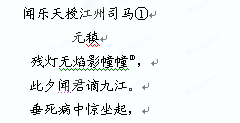 闻乐天授江州司马①
元稹
残灯无焰影幢幢②，
此夕闻君谪九江。
垂死病中惊坐起，